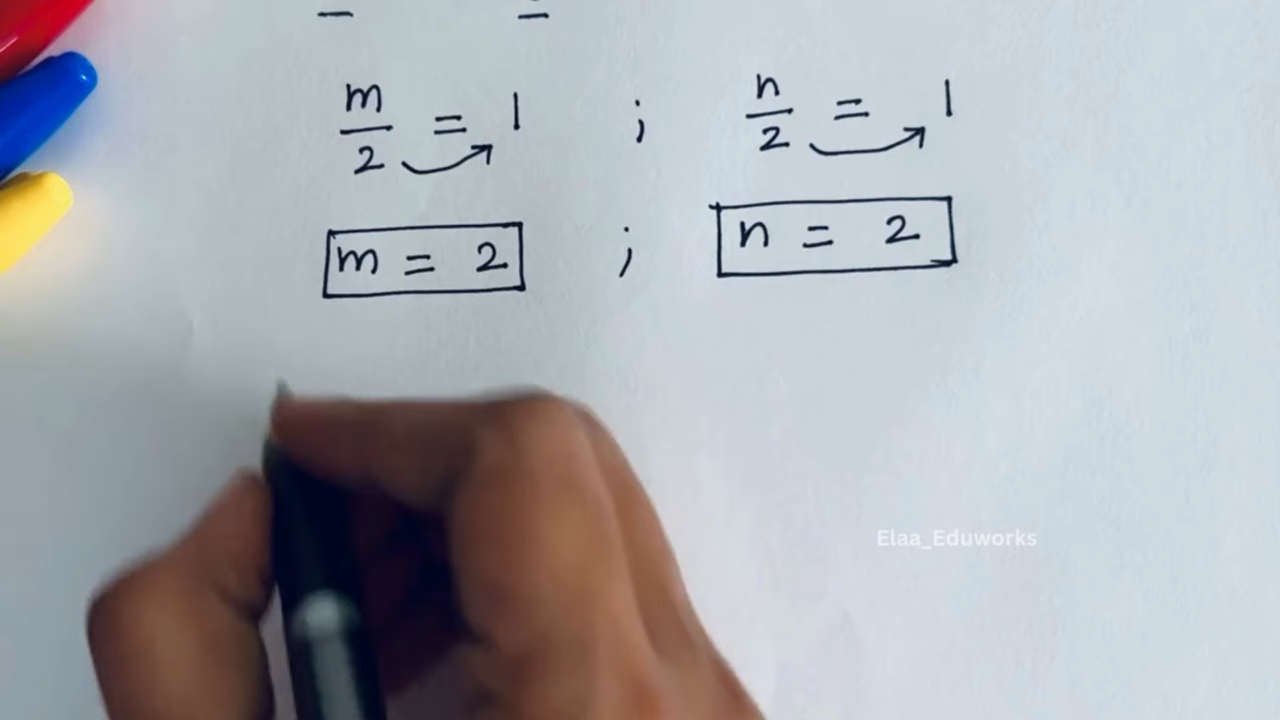 m/2 = 1 ; n/2 = 1
m = 2 ; n = 2
Elaa_Eduworks